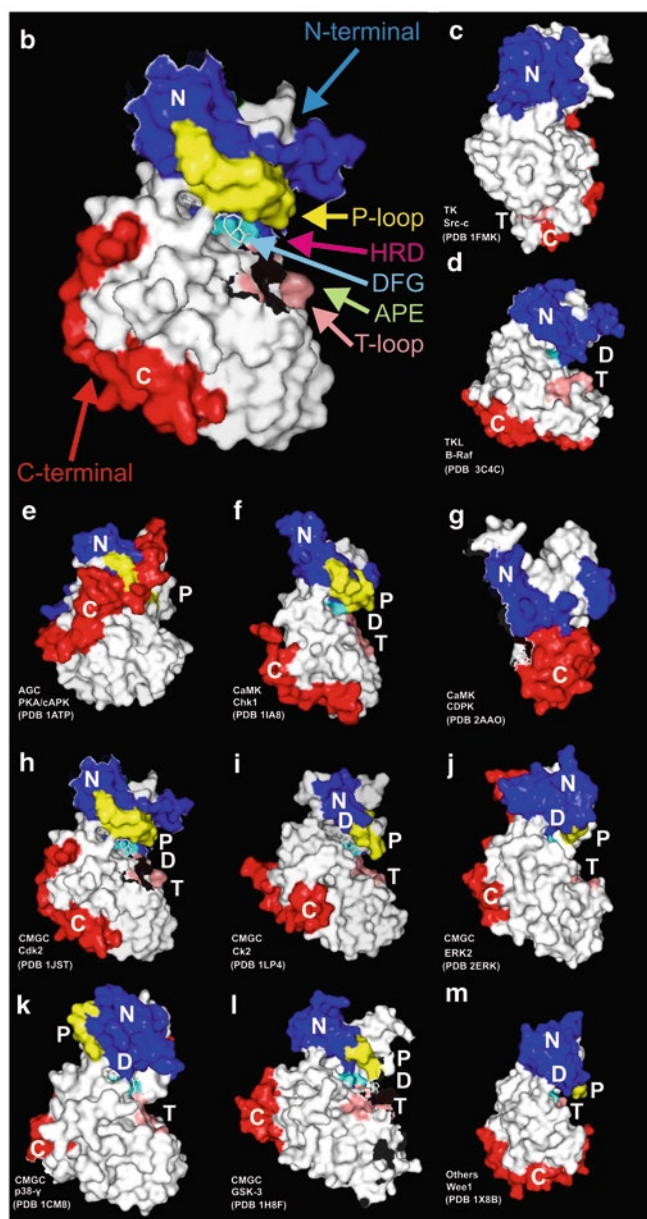 b
N-terminal
N
P-loop
HRD
DFG
APE
T-loop
C
C-terminal
c
N
T
C
TK
Src-c
(PDB 1FMK)
d
N
D
T
C
TKL
B-Raf
(PDB 3C4C)
e
N
C
P
AGC
PKA/cAPK
(PDB 1ATP)
f
N
P
D
T
C
CaMK
Chk1
(PDB 1IA8)
g
N
C
CaMK
CDPK
(PDB 2AAO)
h
N
P
D
T
C
CMGC
Cdk2
(PDB 1JST)
i
N
D
P
T
C
CMGC
Ck2
(PDB 1LP4)
j
N
D
P
T
C
CMGC
ERK2
(PDB 2ERK)
k
P
N
D
T
C
CMGC
p38-γ
(PDB 1CM8)
l
N
P
D
T
C
CMGC
GSK-3
(PDB 1H8F)
m
N
D
P
T
C
Others
Wee1
(PDB 1X8B)